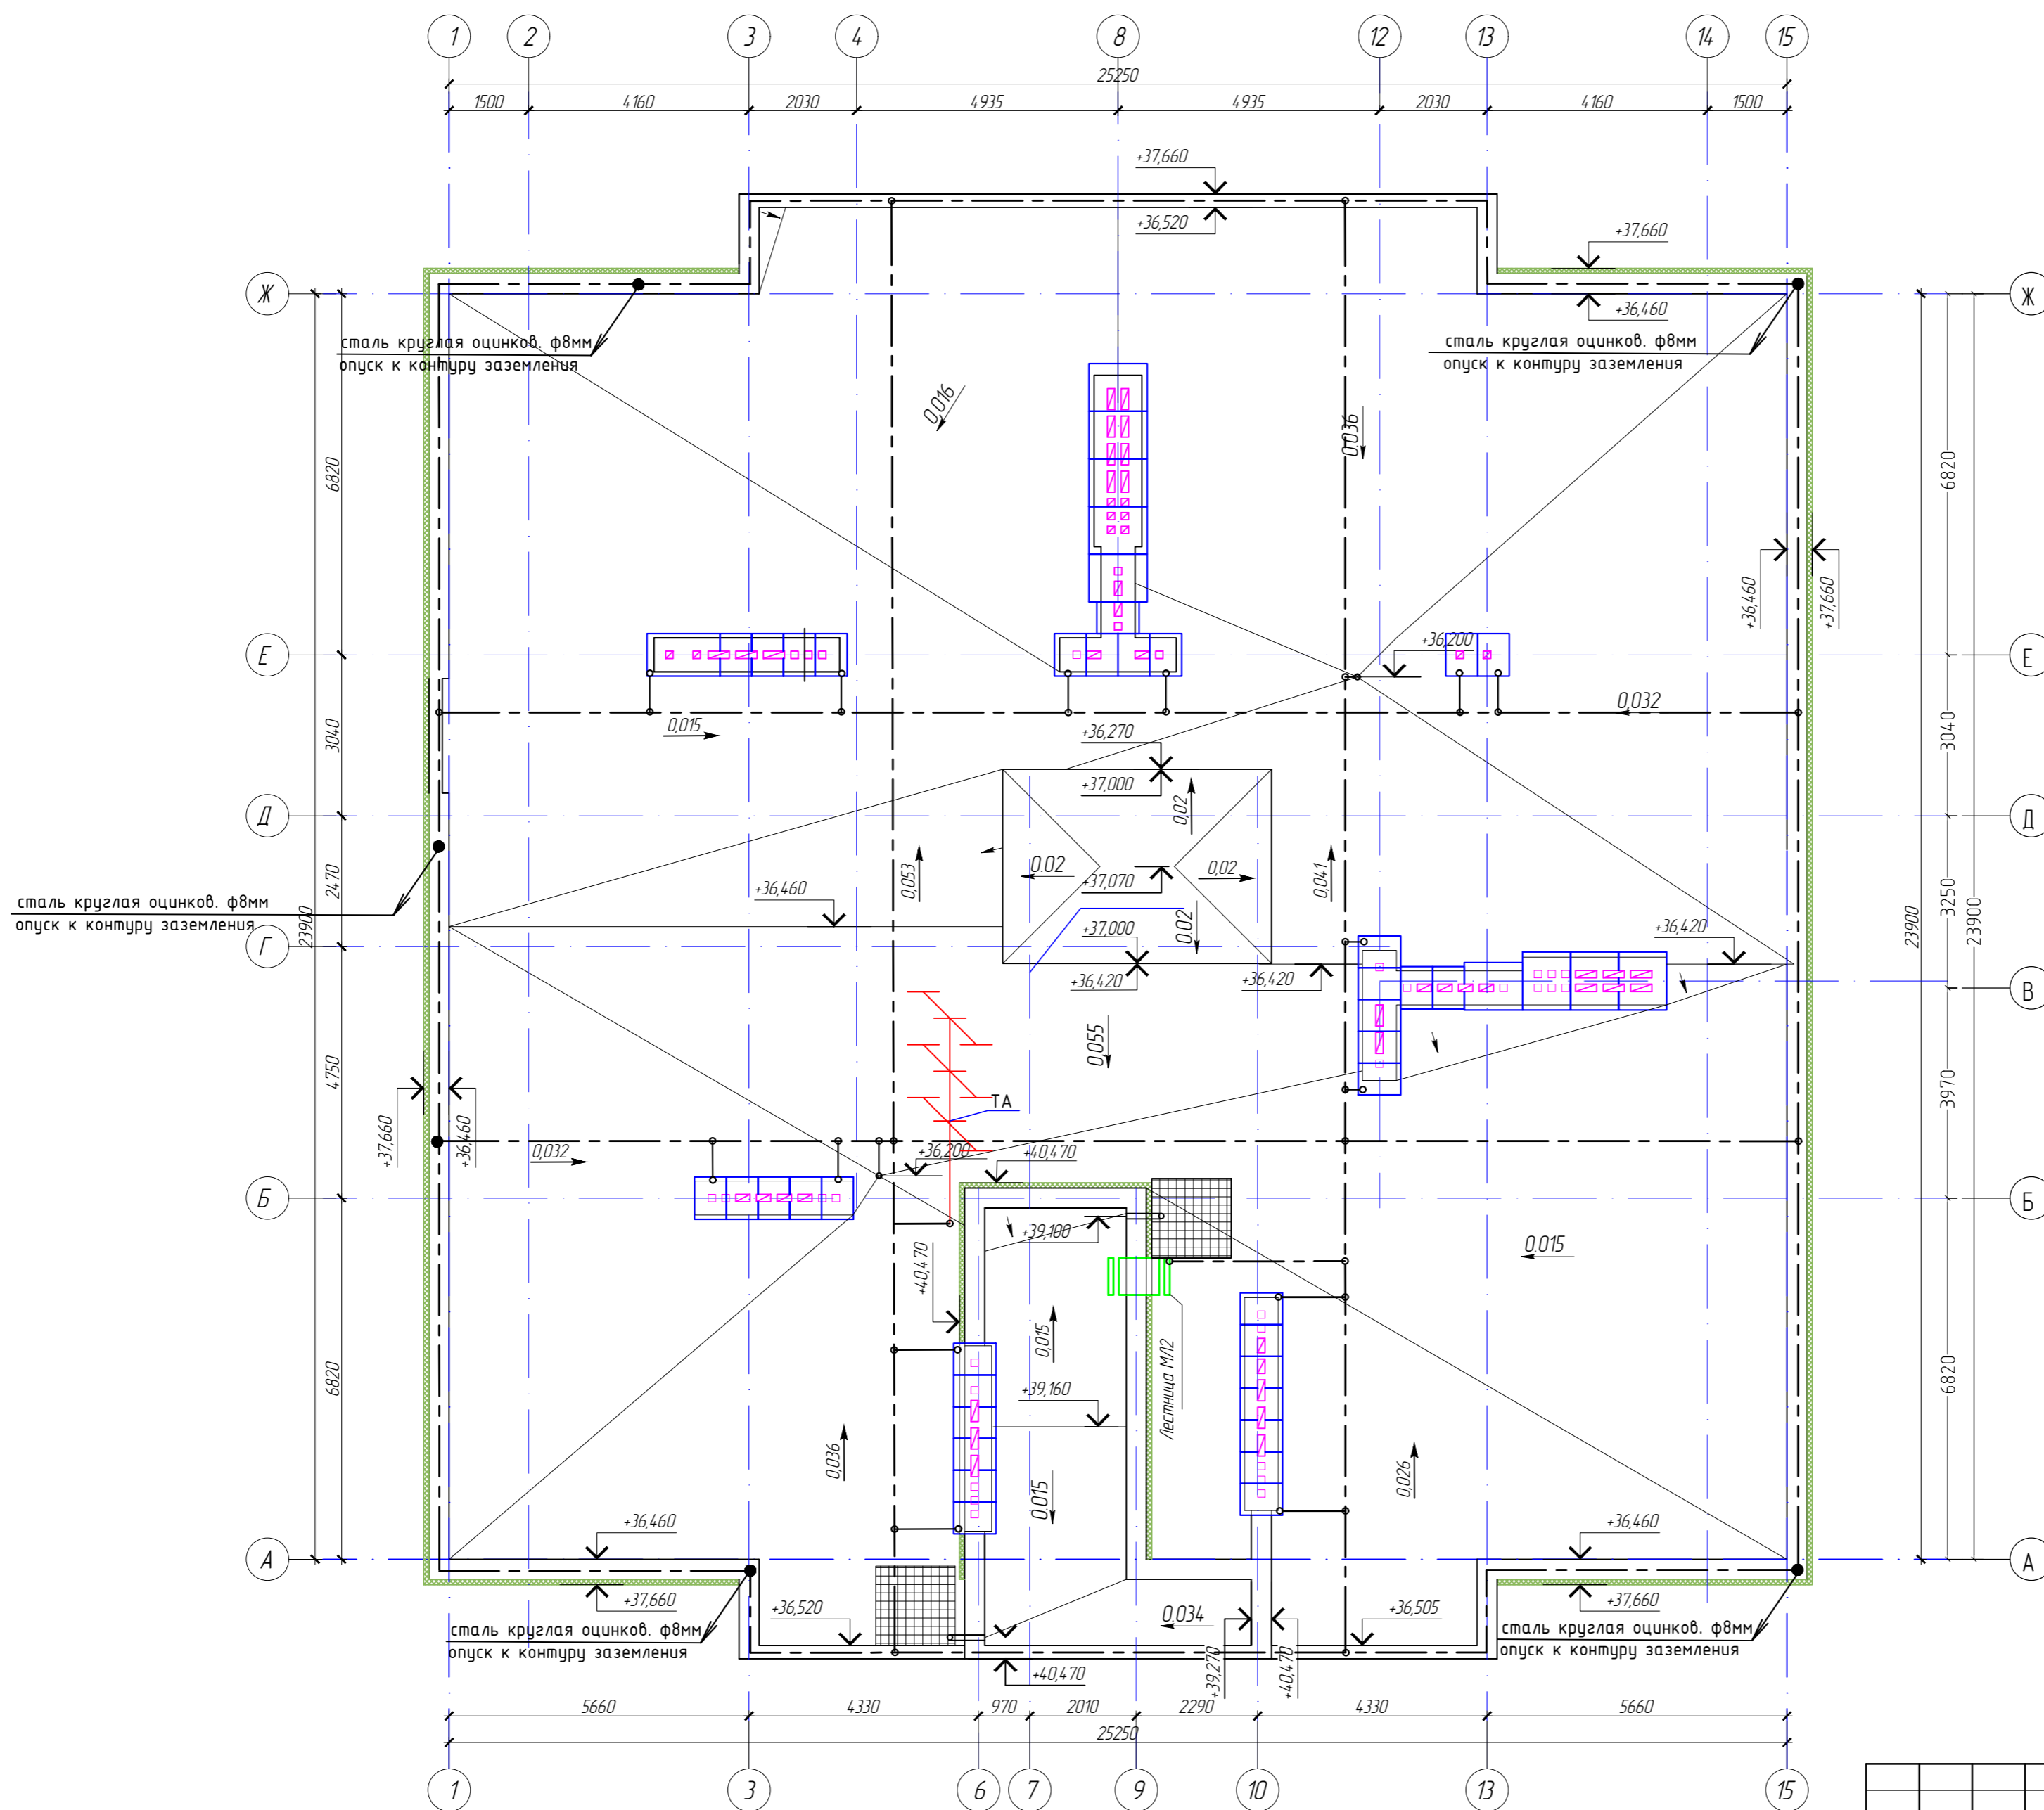 1 2 3 4 8 12 13 14 15
25250
1500 4160 2030 4935 4935 2030 4160 1500
+37,660
+36,520
+37,660
Ж Ж
+36,460
сталь круглая оцинков. ф8мм
опуск к контуру заземления
сталь круглая оцинков. ф8мм
опуск к контуру заземления
0,016
0.036
6820
6820
+36,460
+37,660
Е Е
+36,200
0,015
0,032
3040
3040
+36,270
+37,000
0.02
Д Д
0.02
0,02
+37,070
0,053
0,041
+36,460
2470
23900
3250
23900
23900
сталь круглая оцинков. ф8мм
опуск к контуру заземления
+37,000
0.02
+36,420
+36,420
+36,420
Г
В
0.055
4750
3970
ТА
+37,660
+36,460
0,032
+36,200
+40,470
Б Б
+39,100
+40,470
0.015
0,015
+39,160
Лестница М/12
6820
6820
0,036
0.015
0,026
+36,460
+36,460
А А
+37,660
+36,520
0.034
+36,505
+37,660
сталь круглая оцинков. ф8мм
опуск к контуру заземления
сталь круглая оцинков. ф8мм
опуск к контуру заземления
+40,470
+39,270
+40,470
5660 4330 970 2010 2290 4330 5660
25250
1 3 6 7 9 10 13 15